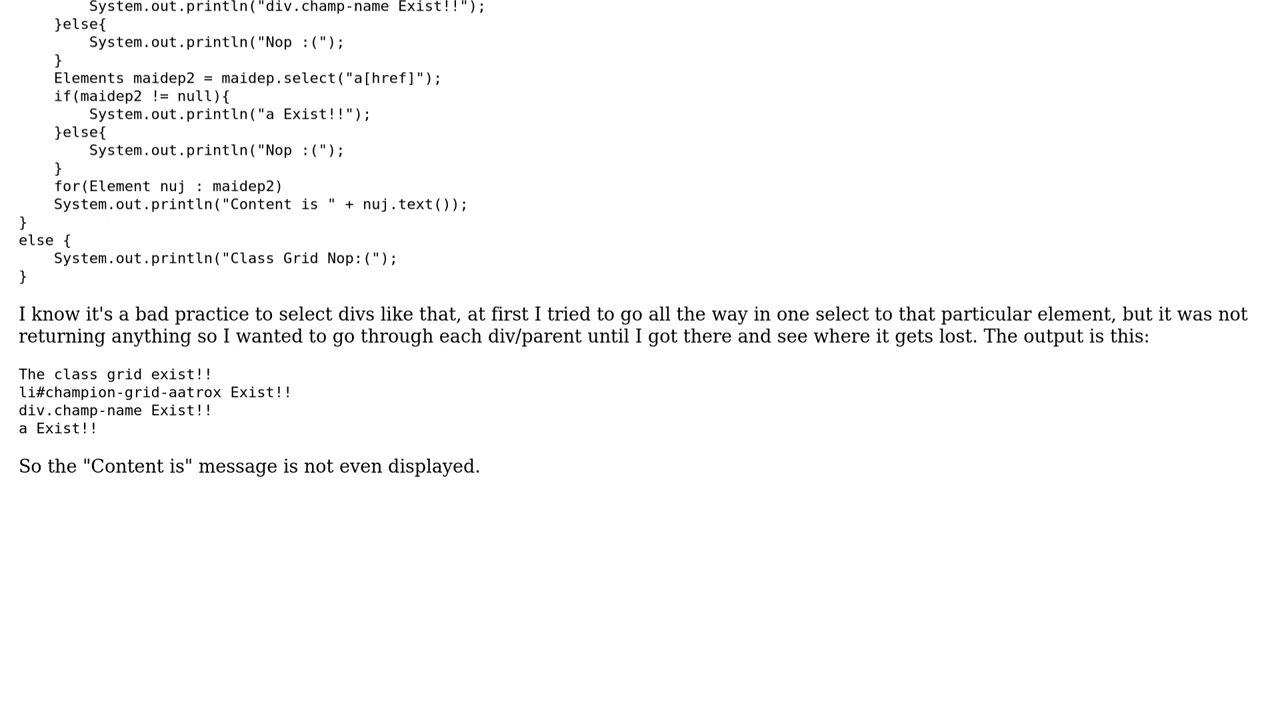 System.out.println("div.champ-name Exist!!");
    }else{
        System.out.println("Nop :(");
    }
    Elements maidep2 = maidep.select("a[href]");
    if(maidep2 != null){
        System.out.println("a Exist!!");
    }else{
        System.out.println("Nop :(");
    }
    for(Element nuj : maidep2)
    System.out.println("Content is " + nuj.text());
}
else {
    System.out.println("Class Grid Nop:(");
}
I know it's a bad practice to select divs like that, at first I tried to go all the way in one select to that particular element, but it was not
returning anything so I wanted to go through each div/parent until I got there and see where it gets lost. The output is this:
The class grid exist!!
li#champion-grid-aatrox Exist!!
div.champ-name Exist!!
a Exist!!
So the "Content is" message is not even displayed.